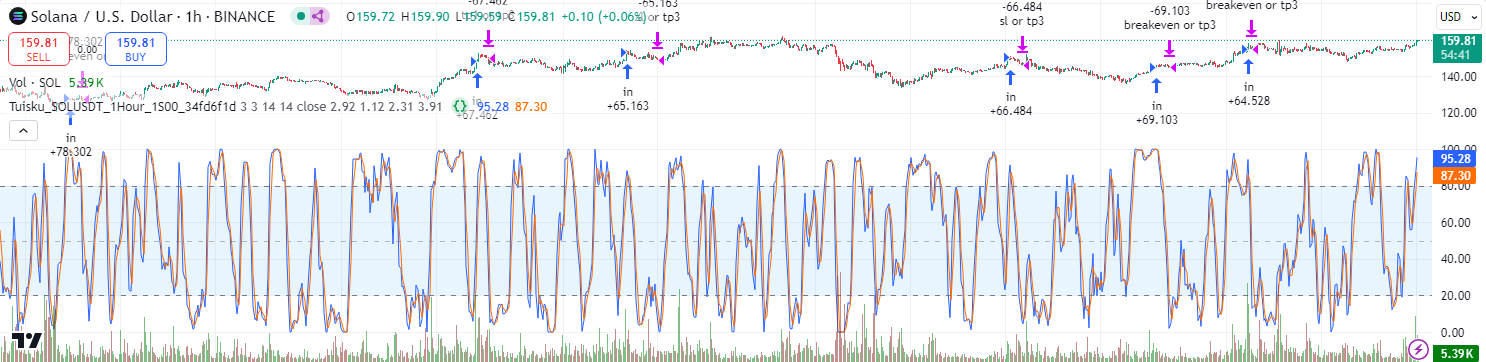 Solana / U.S. Dollar · 1h · BINANCE
O159.72 H159.90 L159.59 C159.81 +0.10 (+0.06%)
USD
159.81
SELL
0.00
159.81
BUY
-67.462
-65.163
sl or tp3
-66.484
sl or tp3
-69.103
breakeven or tp3
breakeven or tp3
159.81
54:41
140.00
120.00
Vol · SOL 5.39K
Tuisku_SOLUSDT_1Hour_1S00_34fd6f1d 3 3 14 14 close 2.92 1.12 2.31 3.91 {} 95.28 87.30
in
+78.302
in
+67.462
in
+65.163
in
+66.484
in
+69.103
in
+64.528
100.00
95.28
87.30
80.00
60.00
40.00
20.00
0.00
5.39K